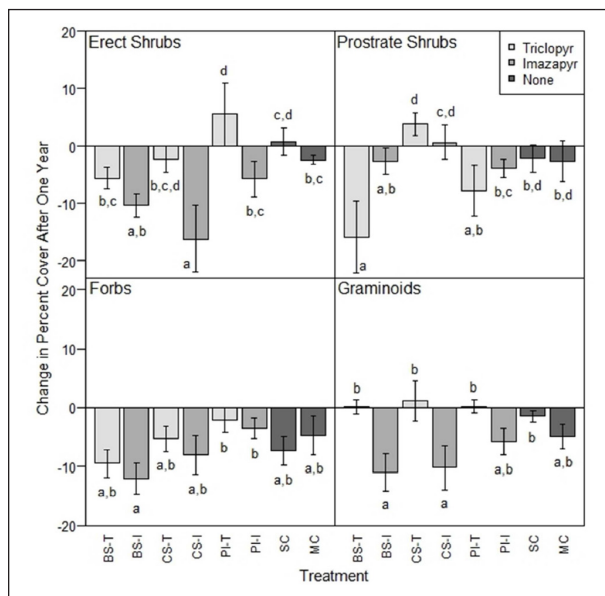 Erect Shrubs
Prostrate Shrubs
Triclopyr
Imazapyr
None
20
10
0
-10
-20
b,c
a,b
b,c,d
a
d
b,c
c,d
b,c
a
a,b
d
c,d
a,b
b,c
b,d
b,d
Change in Percent Cover After One Year
Forbs
Graminoids
20
10
0
-10
-20
a,b
a
a,b
a,b
b
b
a,b
a,b
b
a
b
a
b
a,b
b
a,b
BS-T
BS-I
CS-T
CS-I
PI-T
PI-I
SC
MC
BS-T
BS-I
CS-T
CS-I
PI-T
PI-I
SC
MC
Treatment